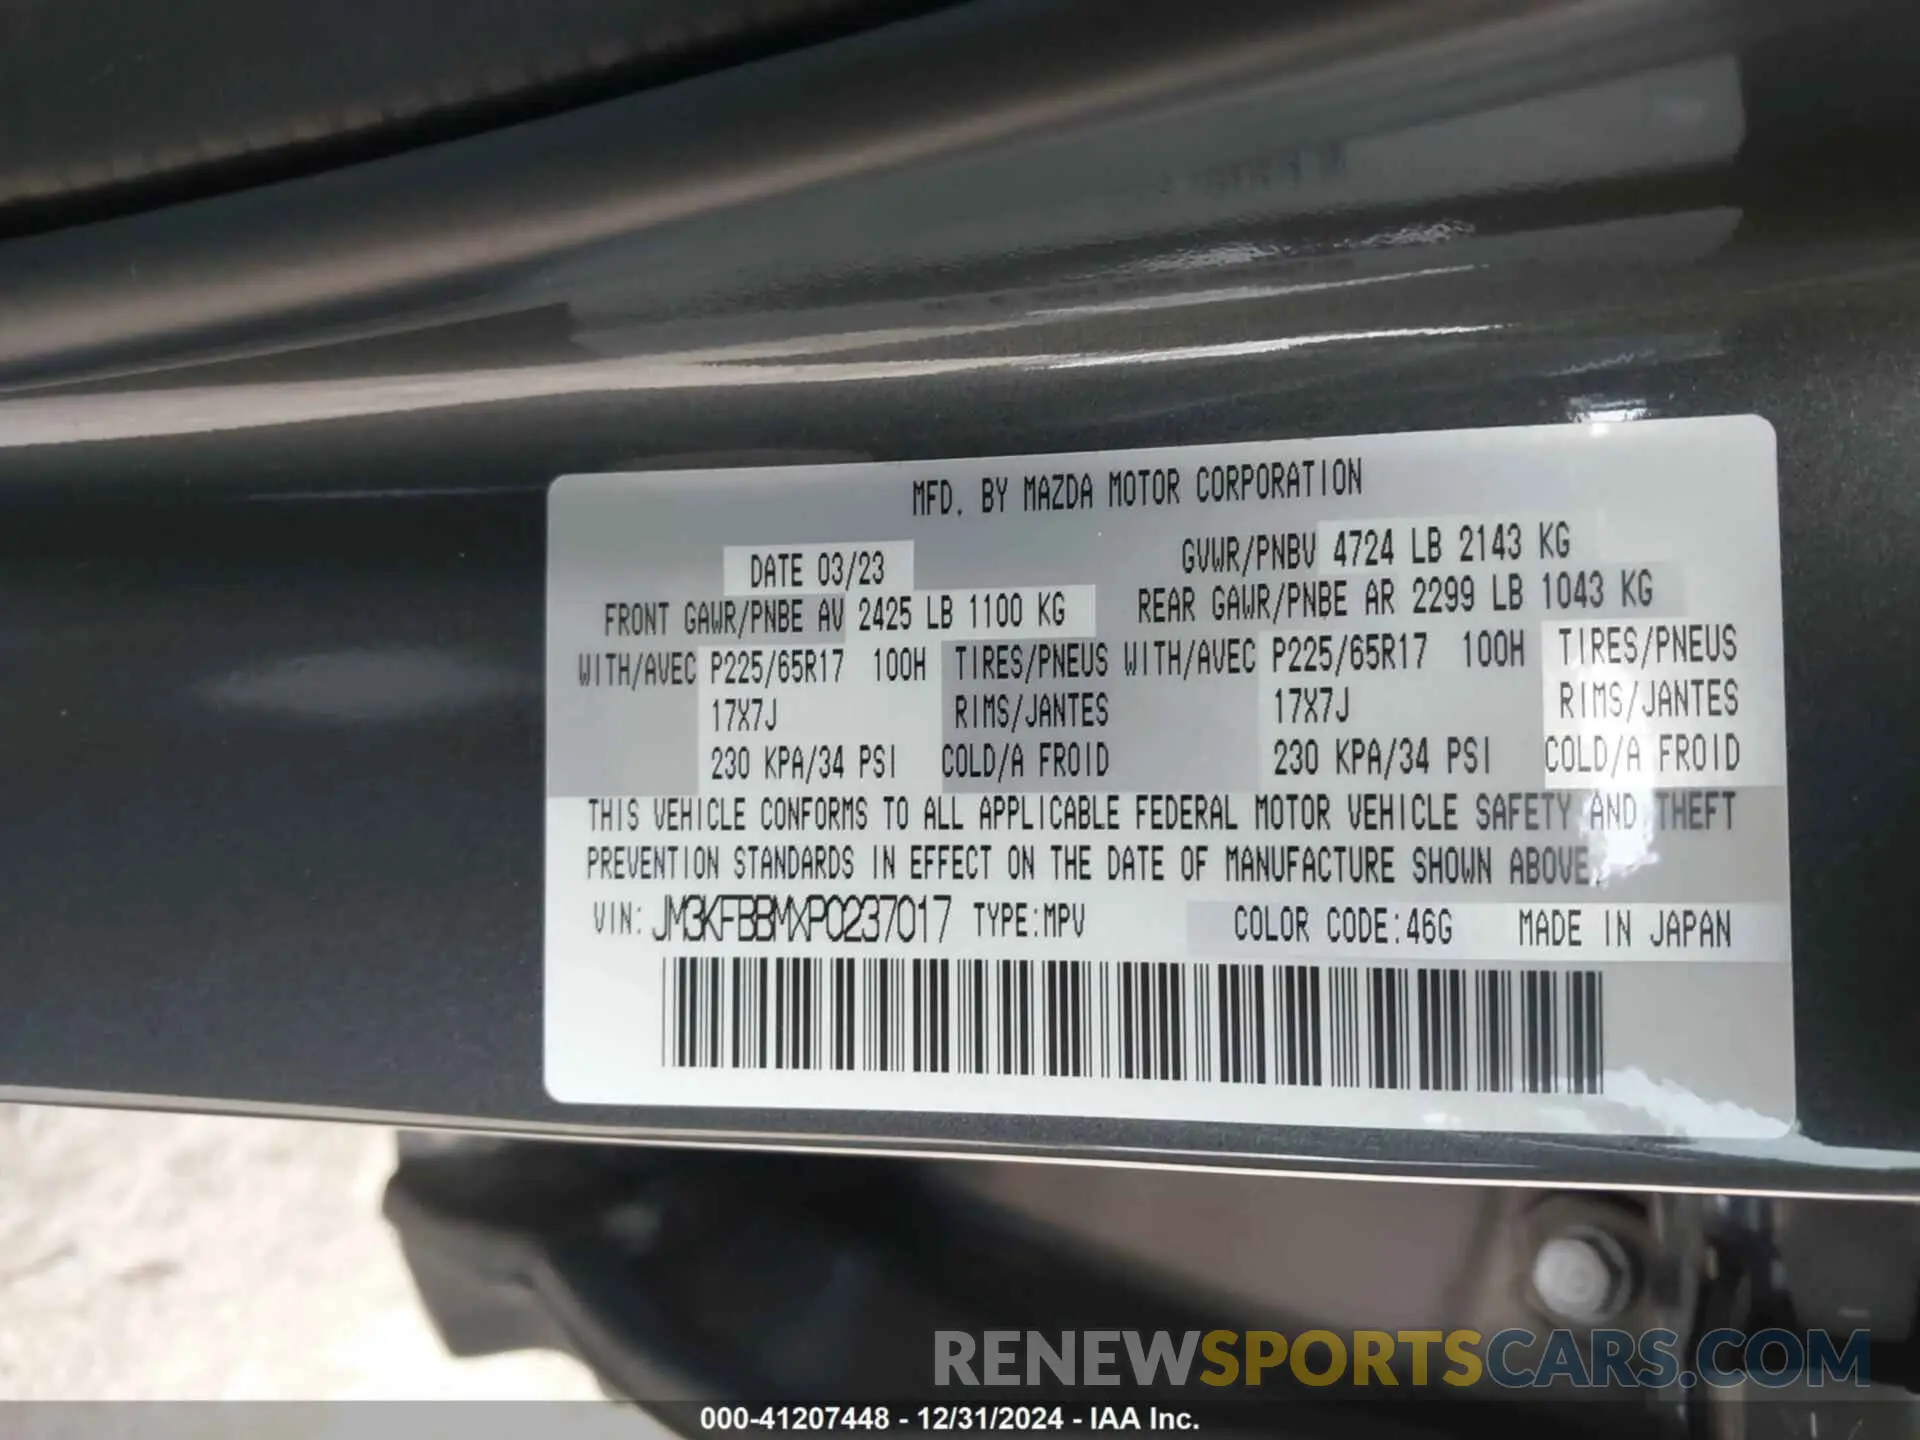 MFD. BY MAZDA MOTOR CORPORATION
DATE 03/23 GVWR/PNBV 4724 LB 2143 KG
FRONT GAWR/PNBE AV 2425 LB 1100 KG REAR GAWR/PNBE AR 2299 LB 1043 KG
WITH/AVEC P225/65R17 100H TIRES/PNEUS WITH/AVEC P225/65R17 100H TIRES/PNEUS
17X7J RIMS/JANTES 17X7J RIMS/JANTES
230 KPA/34 PSI COLD/A FROID 230 KPA/34 PSI COLD/A FROID
THIS VEHICLE CONFORMS TO ALL APPLICABLE FEDERAL MOTOR VEHICLE SAFETY AND THEFT
PREVENTION STANDARDS IN EFFECT ON THE DATE OF MANUFACTURE SHOWN ABOVE.
VIN: JM3KFBBMXP0237017 TYPE:MPV COLOR CODE:46G MADE IN JAPAN
RENEWSPORTSCARS.COM
000-41207448 - 12/31/2024 - IAA Inc.